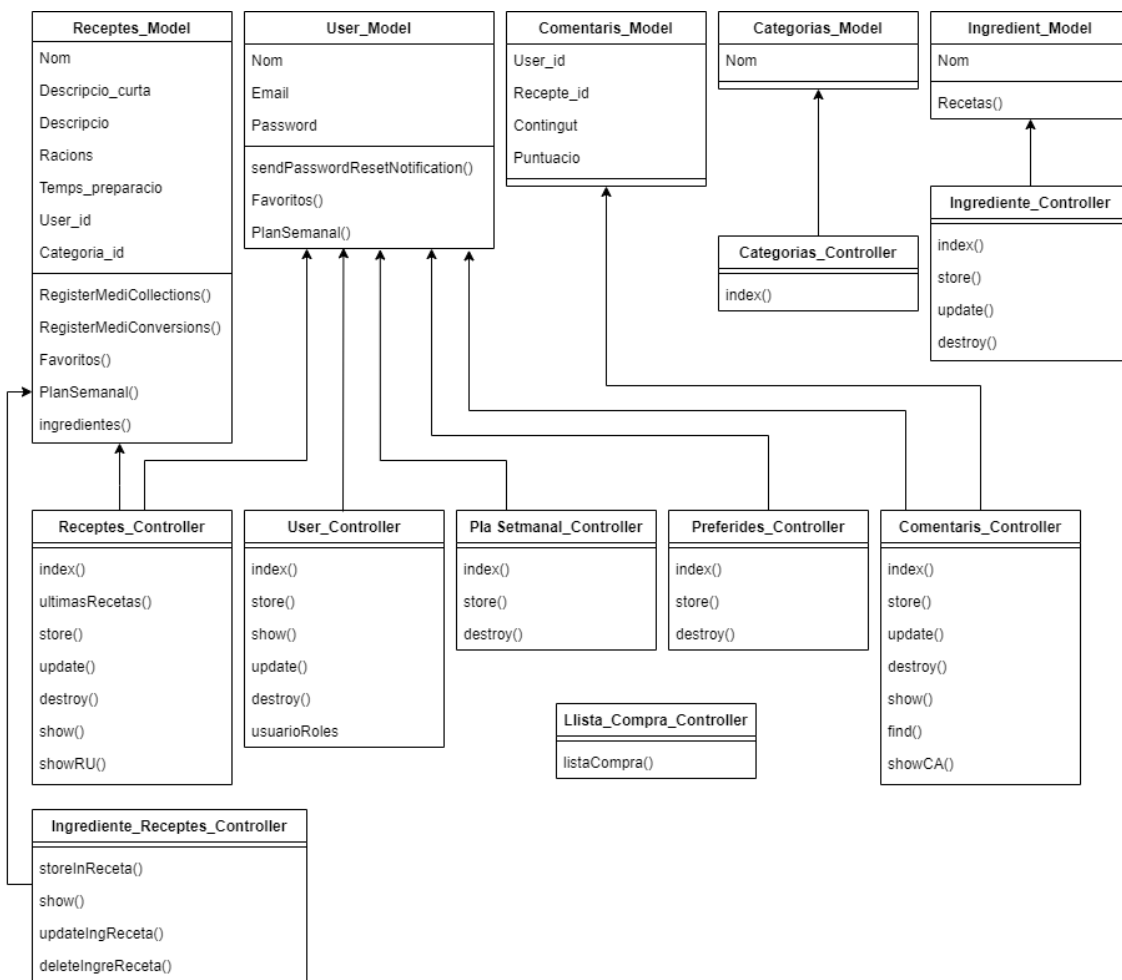 Receptes_Model
Nom
Descripcio_curta
Descripcio
Racions
Temps_preparacio
User_id
Categoria_id
RegisterMediCollections()
RegisterMediConversions()
Favoritos()
PlanSemanal()
ingredientes()
User_Model
Nom
Email
Password
sendPasswordResetNotification()
Favoritos()
PlanSemanal()
Comentaris_Model
User_id
Recepte_id
Contingut
Puntuacio
Categorias_Model
Nom
Ingredient_Model
Nom
Recetas()
Categorias_Controller
index()
Ingrediente_Controller
index()
store()
update()
destroy()
Receptes_Controller
index()
ultimasRecetas()
store()
update()
destroy()
show()
showRU()
User_Controller
index()
store()
show()
update()
destroy()
usuarioRoles
Pla Setmanal_Controller
index()
store()
destroy()
Preferides_Controller
index()
store()
destroy()
Comentaris_Controller
index()
store()
update()
destroy()
show()
find()
showCA()
Llista_Compra_Controller
listaCompra()
Ingrediente_Receptes_Controller
storeInReceta()
show()
updateIngReceta()
deleteIngreReceta()